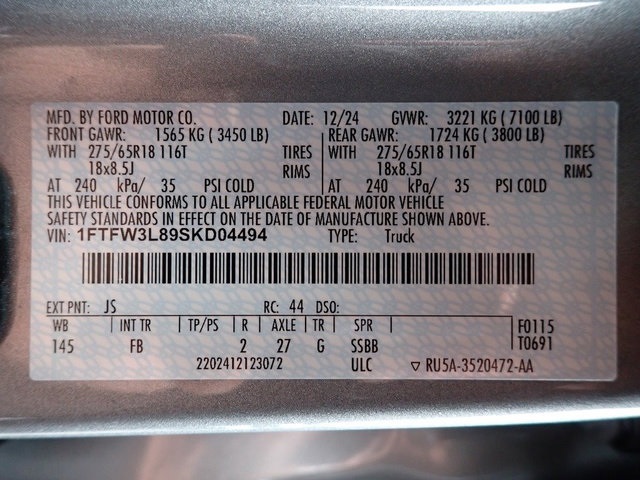 MFD. BY FORD MOTOR CO. DATE: 12/24 GVWR: 3221 KG ( 7100 LB)
FRONT GAWR: 1565 KG ( 3450 LB) REAR GAWR: 1724 KG ( 3800 LB)
WITH 275/65R18 116T TIRES WITH 275/65R18 116T TIRES
18x8.5J RIMS 18x8.5J RIMS
AT 240 kPa/ 35 PSI COLD AT 240 kPa/ 35 PSI COLD
THIS VEHICLE CONFORMS TO ALL APPLICABLE FEDERAL MOTOR VEHICLE
SAFETY STANDARDS IN EFFECT ON THE DATE OF MANUFACTURE SHOWN ABOVE.
VIN: 1FTFW3L89SKD04494 TYPE: Truck
EXT PNT: JS RC: 44 DSO:
WB INT TR TP/PS R AXLE TR SPR F0115
145 FB 2 27 G SSBB T0691
2202412123072 ULC ▽ RU5A-3520472-AA